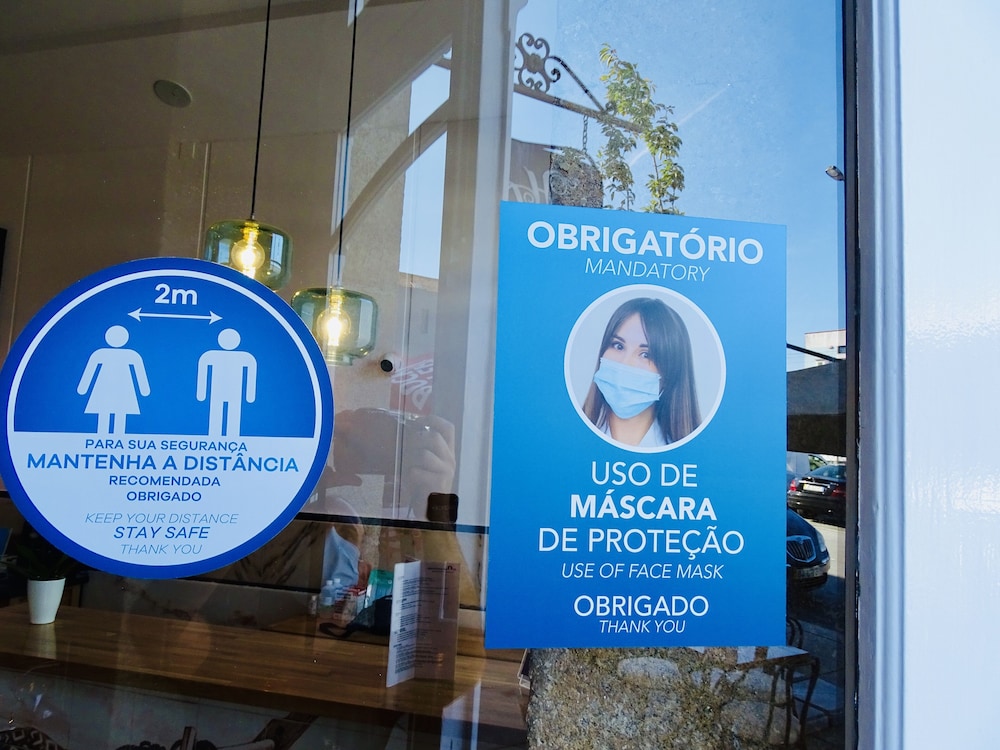 2m
PARA SUA SEGURANÇA
MANTENHA A DISTÂNCIA
RECOMENDADA
OBRIGADO
KEEP YOUR DISTANCE
STAY SAFE
THANK YOU
OBRIGATÓRIO
MANDATORY
USO DE
MÁSCARA
DE PROTEÇÃO
USE OF FACE MASK
OBRIGADO
THANK YOU